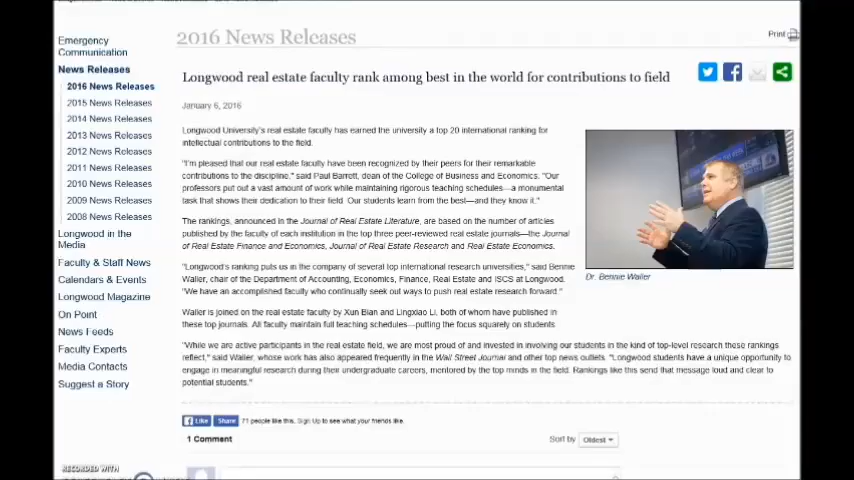 2016 News Releases
Print
Emergency
Communication
News Releases
2016 News Releases
2015 News Releases
2014 News Releases
2013 News Releases
2012 News Releases
2011 News Releases
2010 News Releases
2009 News Releases
2008 News Releases
Longwood in the
Media
Faculty & Staff News
Calendars & Events
Longwood Magazine
On Point
News Feeds
Faculty Experts
Media Contacts
Suggest a Story
Longwood real estate faculty rank among best in the world for contributions to field
January 6, 2016
Longwood University's real estate faculty has earned the university a top 20 international ranking for
intellectual contributions to the field.
"I'm pleased that our real estate faculty have been recognized by their peers for their remarkable
contributions to the discipline," said Paul Barrett, dean of the College of Business and Economics. "Our
professors put out a vast amount of work while maintaining rigorous teaching schedules—a monumental
task that shows their dedication to their field. Our students learn from the best—and they know it."
The rankings, announced in the Journal of Real Estate Literature, are based on the number of articles
published by the faculty of each institution in the top three peer-reviewed real estate journals—the Journal
of Real Estate Finance and Economics, Journal of Real Estate Research and Real Estate Economics.
"Longwood's ranking puts us in the company of several top international research universities," said Bennie
Waller, chair of the Department of Accounting, Economics, Finance, Real Estate and ISCS at Longwood.
"We have an accomplished faculty who continually seek out ways to push real estate research forward."
Waller is joined on the real estate faculty by Xun Bian and Lingxiao Li, both of whom have published in
these top journals. All faculty maintain full teaching schedules—putting the focus squarely on students.
"While we are active participants in the real estate field, we are most proud of and invested in involving our students in the kind of top-level research these rankings
reflect," said Waller, whose work has also appeared frequently in the Wall Street Journal and other top news outlets. "Longwood students have a unique opportunity to
engage in meaningful research during their undergraduate careers, mentored by the top minds in the field. Rankings like this send that message loud and clear to
potential students."
Dr. Bennie Waller
Like Share 71 people like this. Sign Up to see what your friends like.
1 Comment
Sort by Oldest
RECORDED WITH